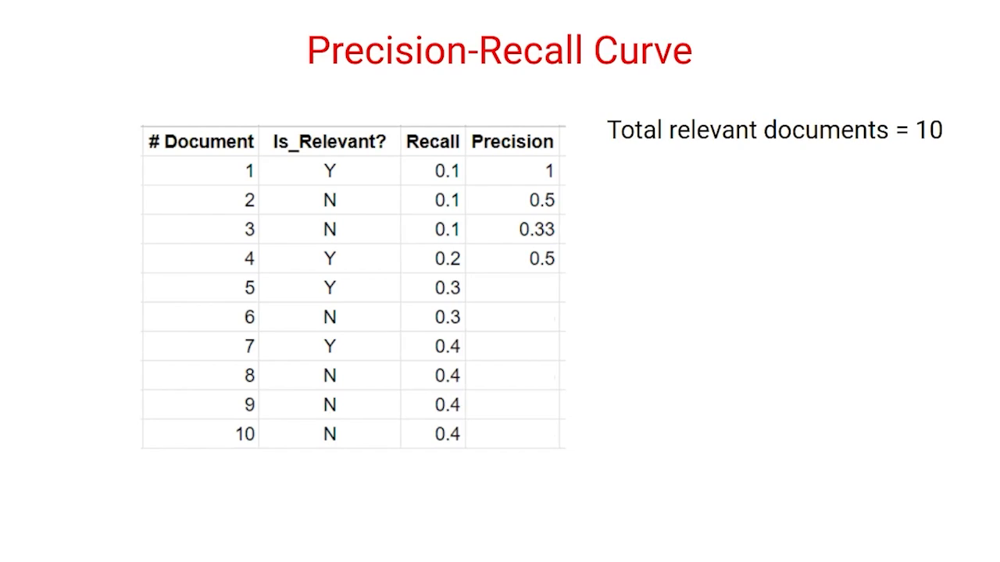 Precision-Recall Curve
Total relevant documents = 10
# Document Is_Relevant? Recall Precision
1 Y 0.1 1
2 N 0.1 0.5
3 N 0.1 0.33
4 Y 0.2 0.5
5 Y 0.3
6 N 0.3
7 Y 0.4
8 N 0.4
9 N 0.4
10 N 0.4